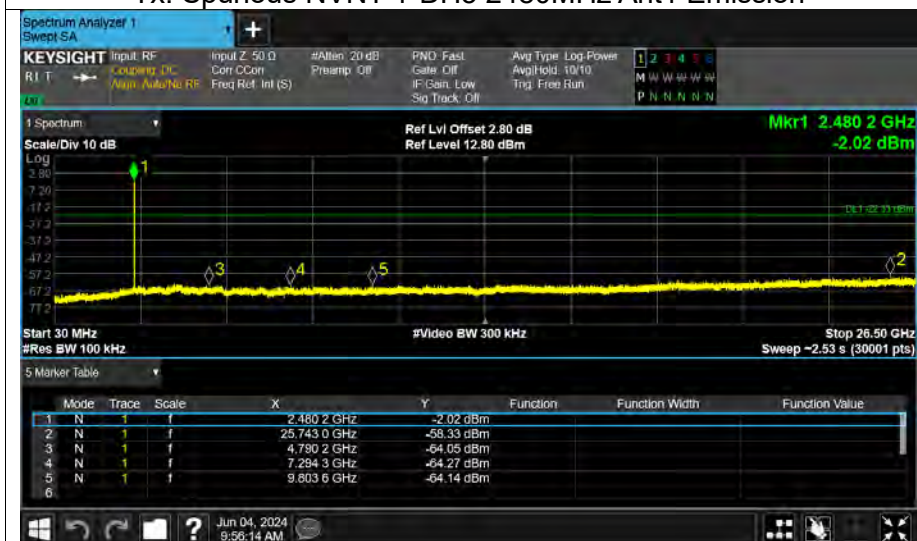 Tx. Spurious NVNT 1-DH5 2480MHz Ant1 Emission
Spectrum Analyzer 1
Swept SA
KEYSIGHT Input: RF Input Z: 50 Ω #Atten: 20 dB PNO: Fast Avg Type: Log-Power 1 2 3 4 5 6
R L T Coupling: DC Corr CCorr Preamp: Off Gate: Off Avg|Hold: 10/10 M W W W W W
Align: Auto/No RF Freq Ref: Int (S) IF Gain: Low Trig: Free Run
Sig Track: Off P N N N N N
1 Spectrum
Scale/Div 10 dB Ref Lvl Offset 2.80 dB Mkr1 2.480 2 GHz
Ref Level 12.80 dBm -2.02 dBm
Log
2.80 1
-7.20
-17.2
-27.2
-37.2
-47.2
-57.2 3 4 5 2
-67.2
-77.2
Start 30 MHz #Video BW 300 kHz Stop 26.50 GHz
#Res BW 100 kHz Sweep ~2.53 s (30001 pts)
5 Marker Table
Mode Trace Scale X Y Function Function Width Function Value
1 N 1 f 2.480 2 GHz -2.02 dBm
2 N 1 f 25.743 0 GHz -58.33 dBm
3 N 1 f 4.790 2 GHz -64.05 dBm
4 N 1 f 7.294 3 GHz -64.27 dBm
5 N 1 f 9.803 6 GHz -64.14 dBm
6
? Jun 04, 2024
9:56:14 AM